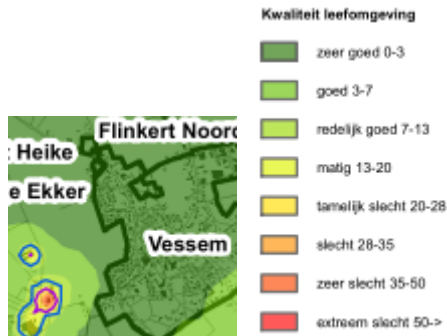 Kwaliteit leefomgeving
zeer goed 0-3
goed 3-7
redelijk goed 7-13
matig 13-20
tamelijk slecht 20-28
slecht 28-35
zeer slecht 35-50
extreem slecht 50->
Flinkert Noord
Heike
e Ekker
Vessem